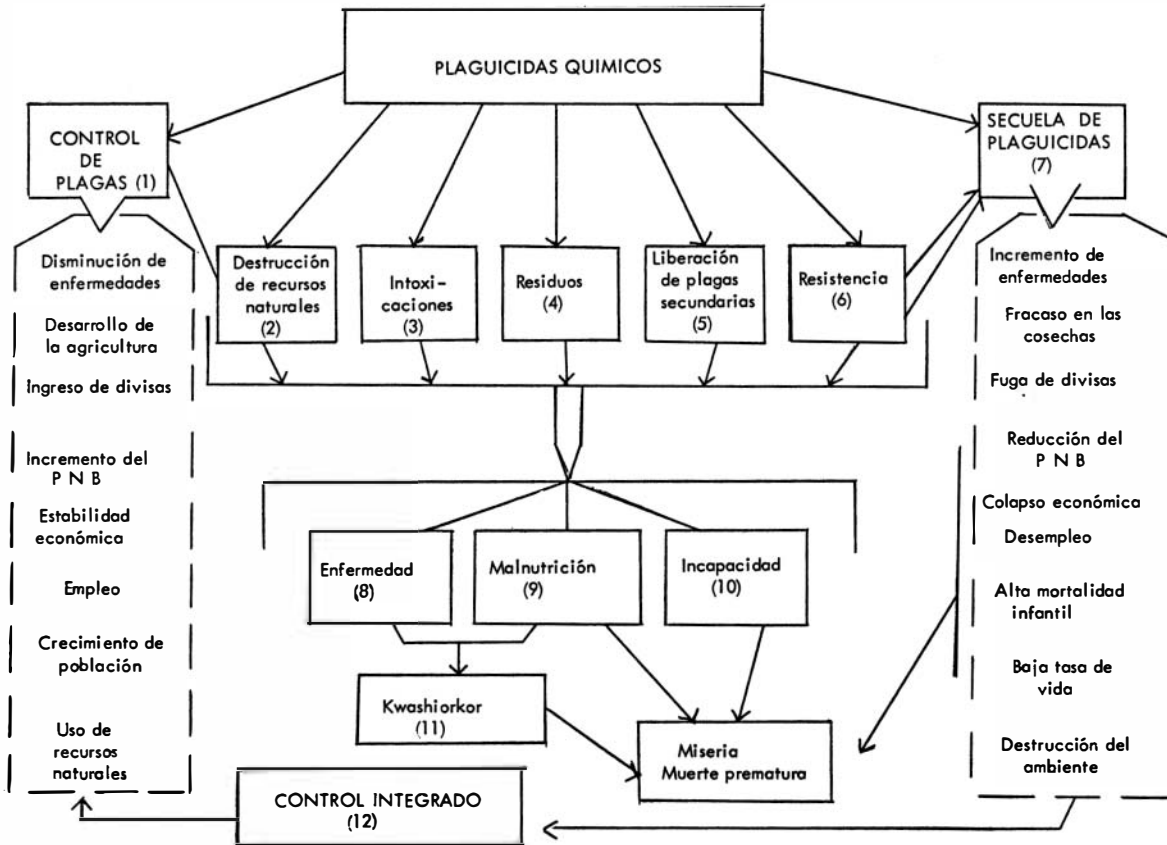 PLAGUICIDAS QUIMICOS
CONTROL
DE
PLAGAS (1)
SECUELA DE
PLAGUICIDAS
(7)
Destrucción
de recursos
naturales
(2)
Intoxi-
caciones
(3)
Residuos
(4)
Liberación
de plagas
secundarias
(5)
Resistencia
(6)
Disminución de
enfermedades
Desarrollo de
la agricultura
Ingreso de divisas
Incremento del
P N B
Estabilidad
económica
Empleo
Crecimiento de
población
Uso de
recursos
naturales
Incremento de
enfermedades
Fracaso en las
cosechas
Fuga de divisas
Reducción del
P N B
Colapso económica
Desempleo
Alta mortalidad
infantil
Baja tasa de
vida
Destrucción del
ambiente
Enfermedad
(8)
Malnutrición
(9)
Incapacidad
(10)
Kwashiorkor
(11)
Miseria
Muerte prematura
CONTROL INTEGRADO
(12)